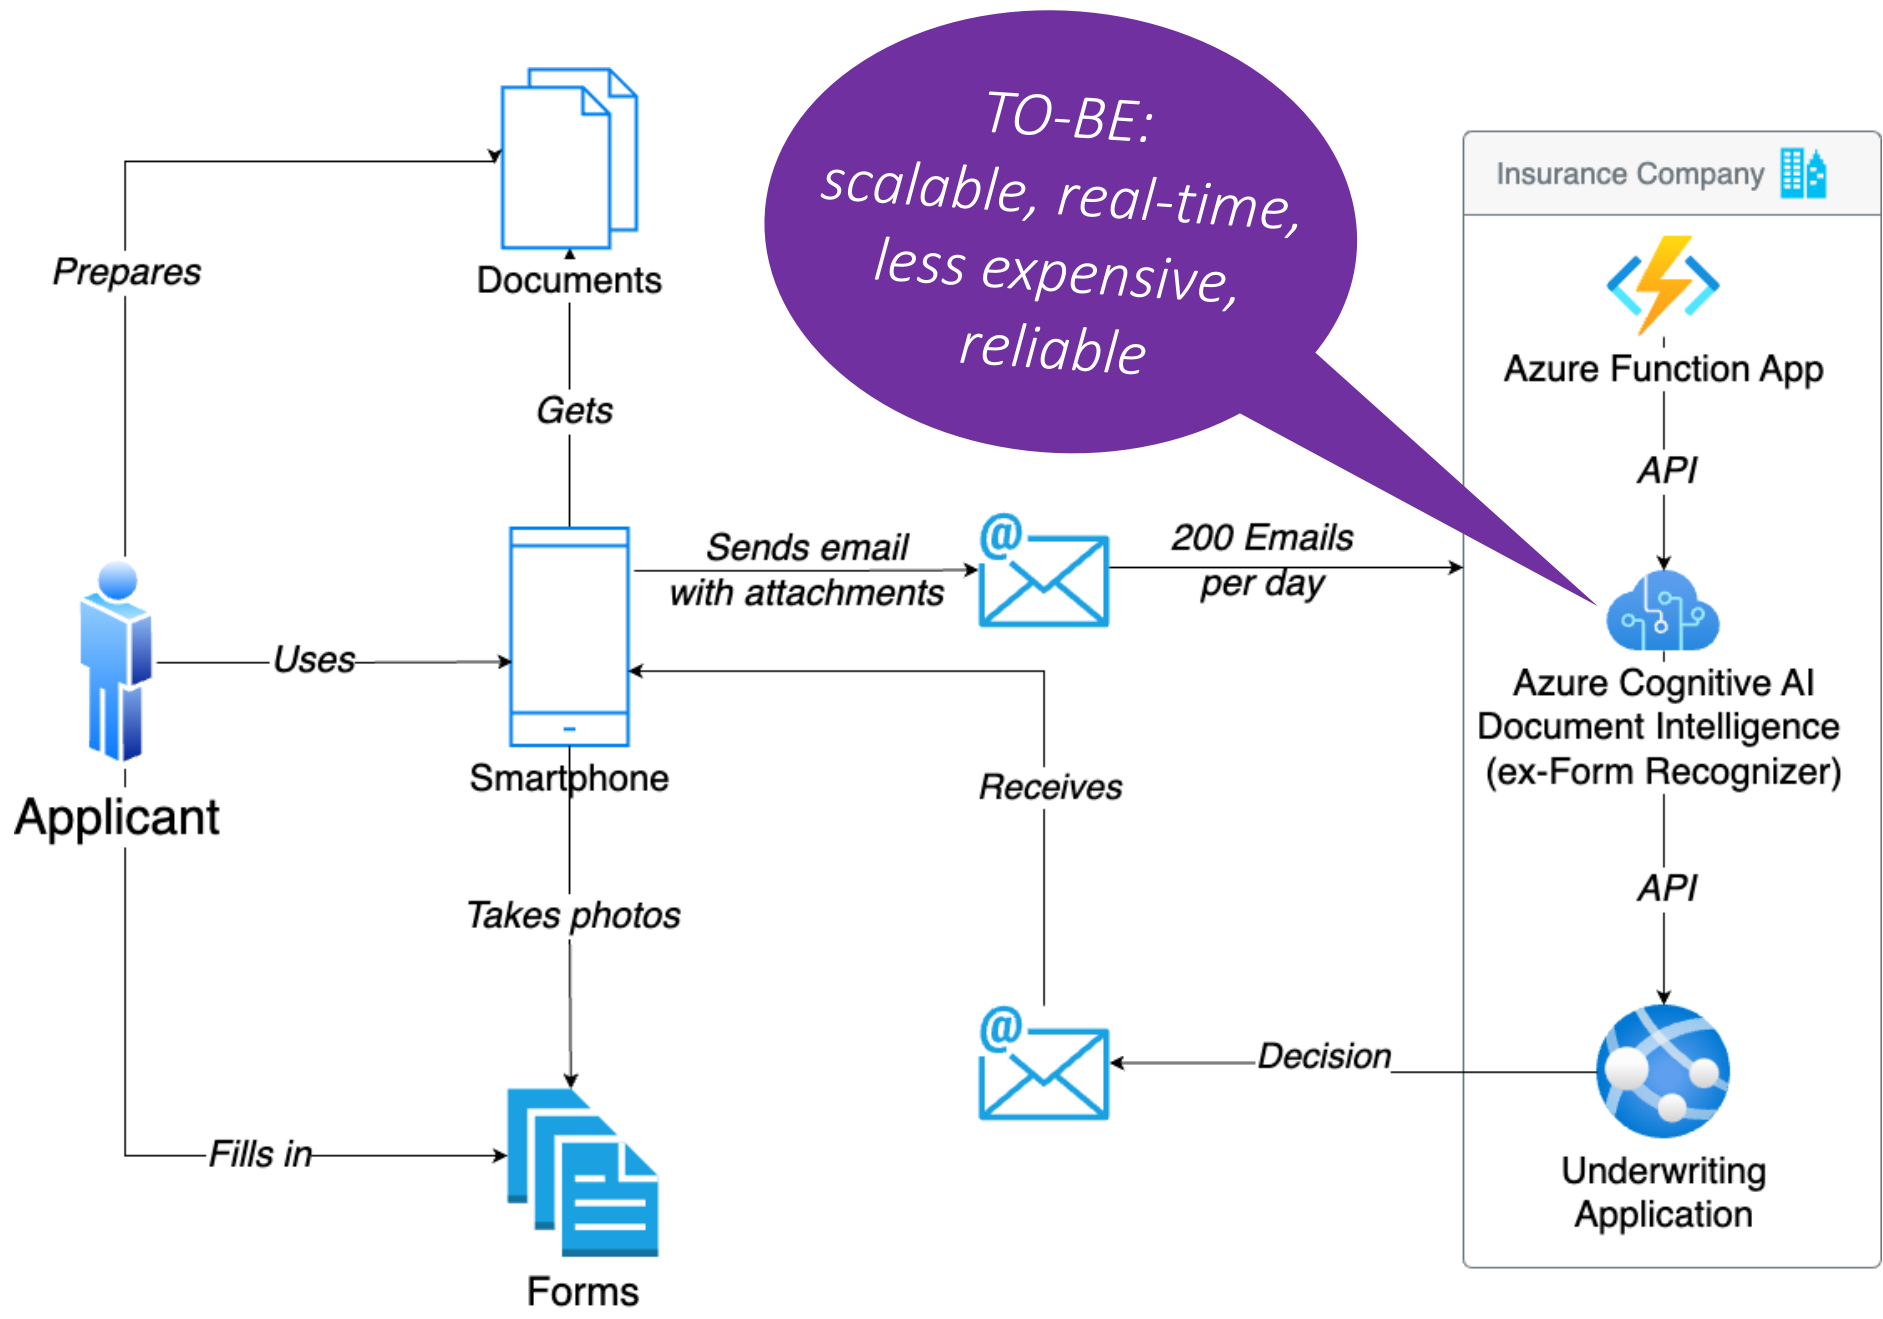 TO-BE:
scalable, real-time,
less expensive,
reliable
Insurance Company
Prepares
Documents
Azure Function App
Gets
API
Sends email
with attachments
@
200 Emails
per day
Uses
Azure Cognitive AI
Document Intelligence
(ex-Form Recognizer)
Smartphone
Receives
Applicant
API
Takes photos
@
Decision
Fills in
Underwriting
Application
Forms